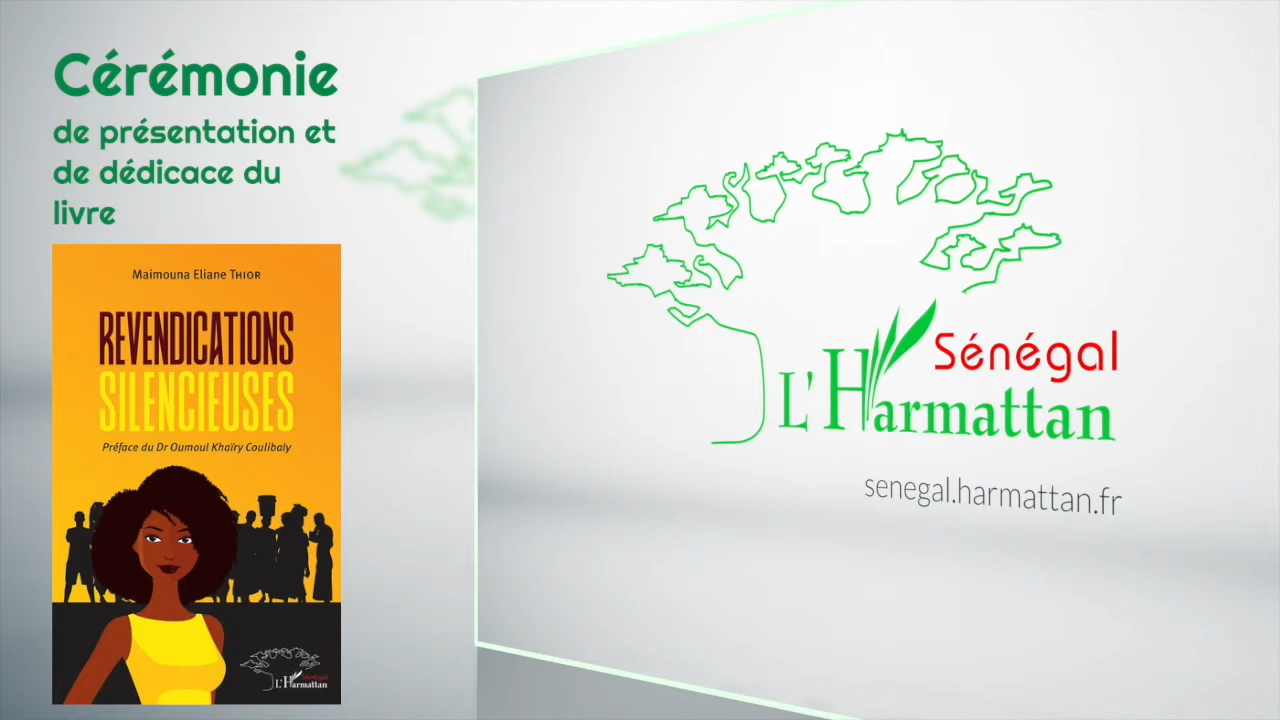 Cérémonie
de présentation et
de dédicace du
livre
Maimouna Eliane THIOR
REVENDICATIONS
SILENCIEUSES
Préface du Dr Oumoul Khaïry Coulibaly
Sénégal
L'Harmattan
Sénégal
L'Harmattan
senegal.harmattan.fr